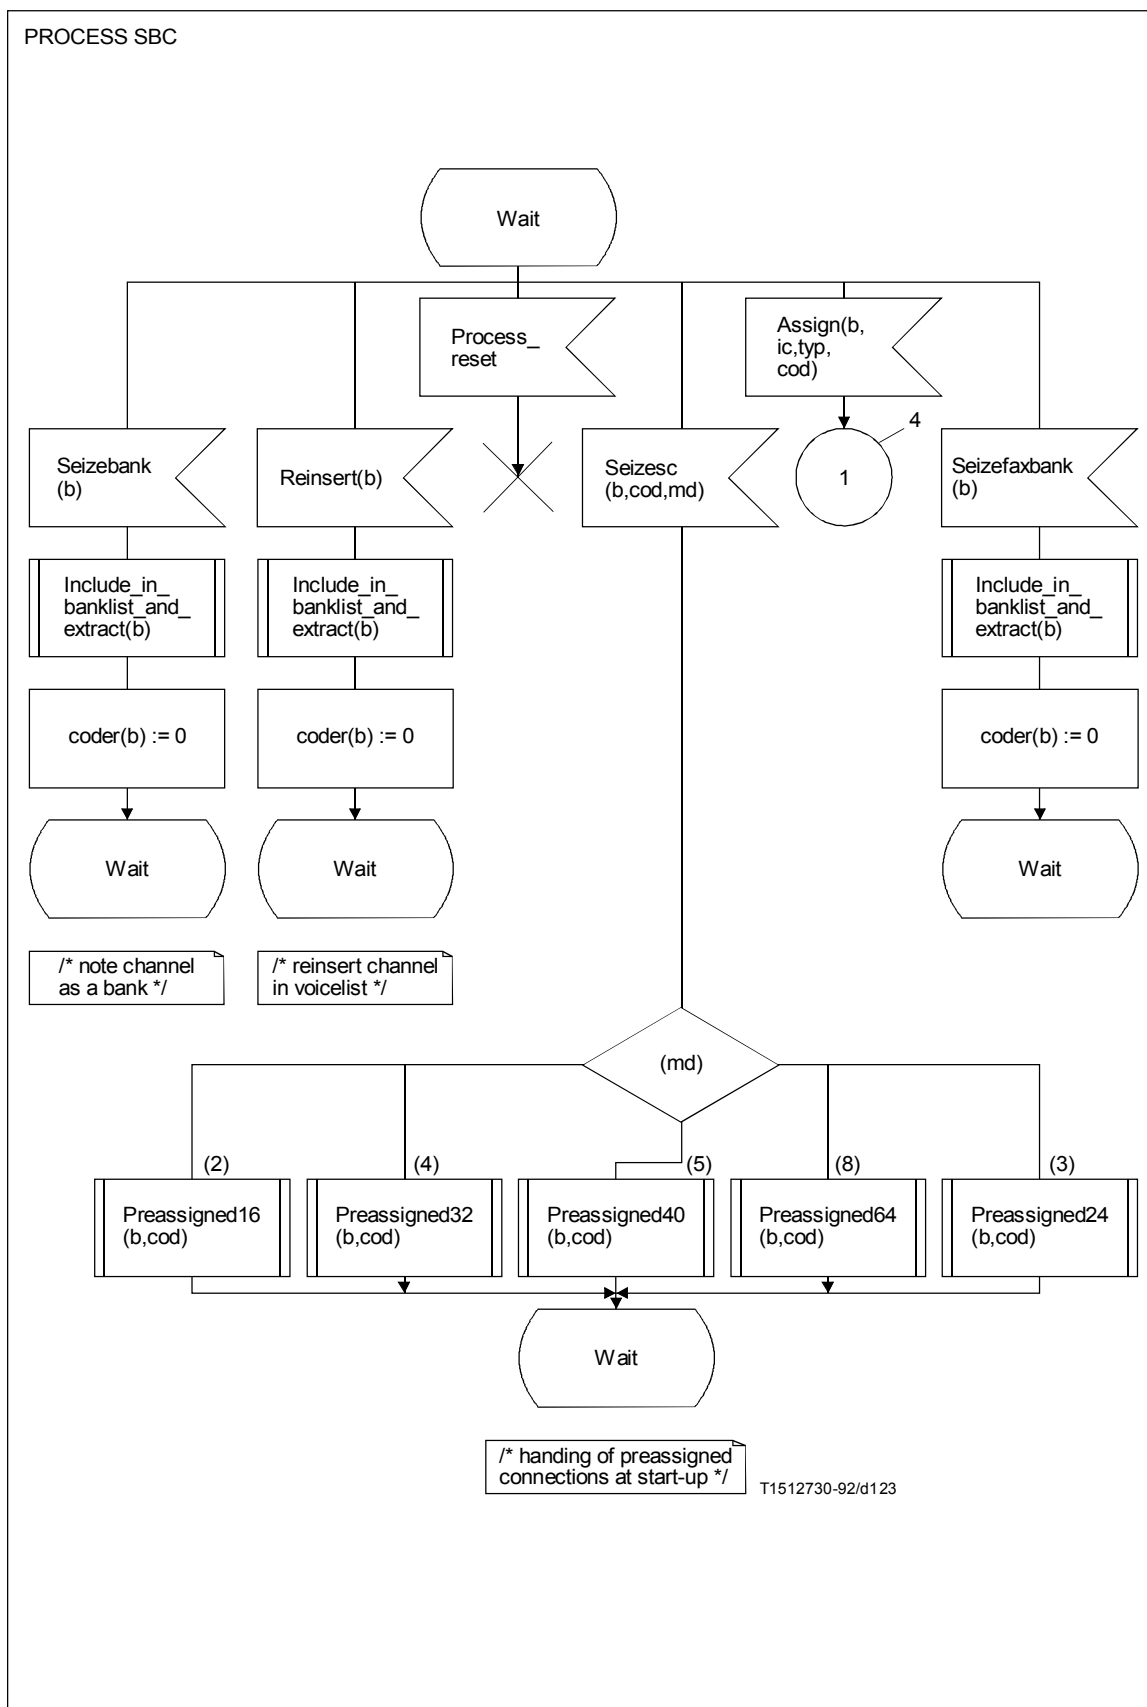 PROCESS SBC
Wait
Process_
reset
Assign(b,
ic,typ,
cod)
4
Seizebank
(b)
Reinsert(b)
Seizesc
(b,cod,md)
1
Seizefaxbank
(b)
Include_in_
banklist_and_
extract(b)
Include_in_
banklist_and_
extract(b)
Include_in_
banklist_and_
extract(b)
coder(b) := 0
coder(b) := 0
coder(b) := 0
Wait
Wait
Wait
/* note channel
as a bank */
/* reinsert channel
in voicelist */
(md)
(2)
(4)
(5)
(8)
(3)
Preassigned16
(b,cod)
Preassigned32
(b,cod)
Preassigned40
(b,cod)
Preassigned64
(b,cod)
Preassigned24
(b,cod)
Wait
/* handing of preassigned
connections at start-up */
T1512730-92/d123